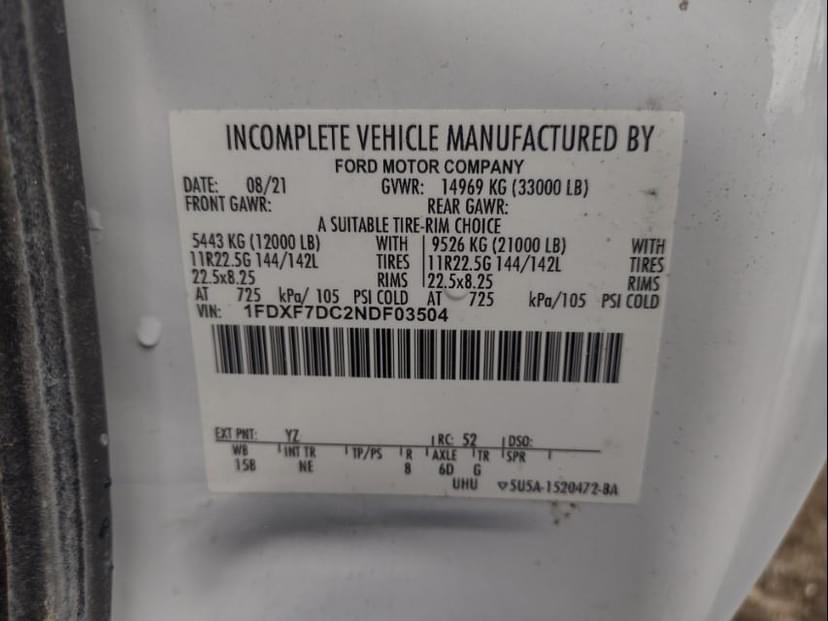 INCOMPLETE VEHICLE MANUFACTURED BY
FORD MOTOR COMPANY
DATE: 08/21 GVWR: 14969 KG (33000 LB)
FRONT GAWR: REAR GAWR:
A SUITABLE TIRE-RIM CHOICE
5443 KG (12000 LB) WITH 9526 KG (21000 LB) WITH
11R22.5G 144/142L TIRES 11R22.5G 144/142L TIRES
22.5x8.25 RIMS 22.5x8.25 RIMS
AT 725 kPa/ 105 PSI COLD AT 725 kPa/105 PSI COLD
VIN: 1FDXF7DC2NDF03504
EXT PNT: YZ RC: 52 DSO:
WB INT TR TP/PS R AXLE TR SPR
158 NE 8 6D G
UHU ▽5U5A-1520472-BA